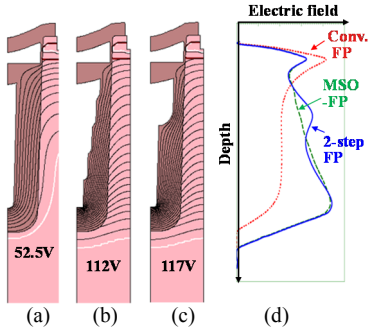 Electric field
Conv.
FP
MSO
-FP
2-step
FP
Depth
52.5V
112V
117V
(a)
(b)
(c)
(d)